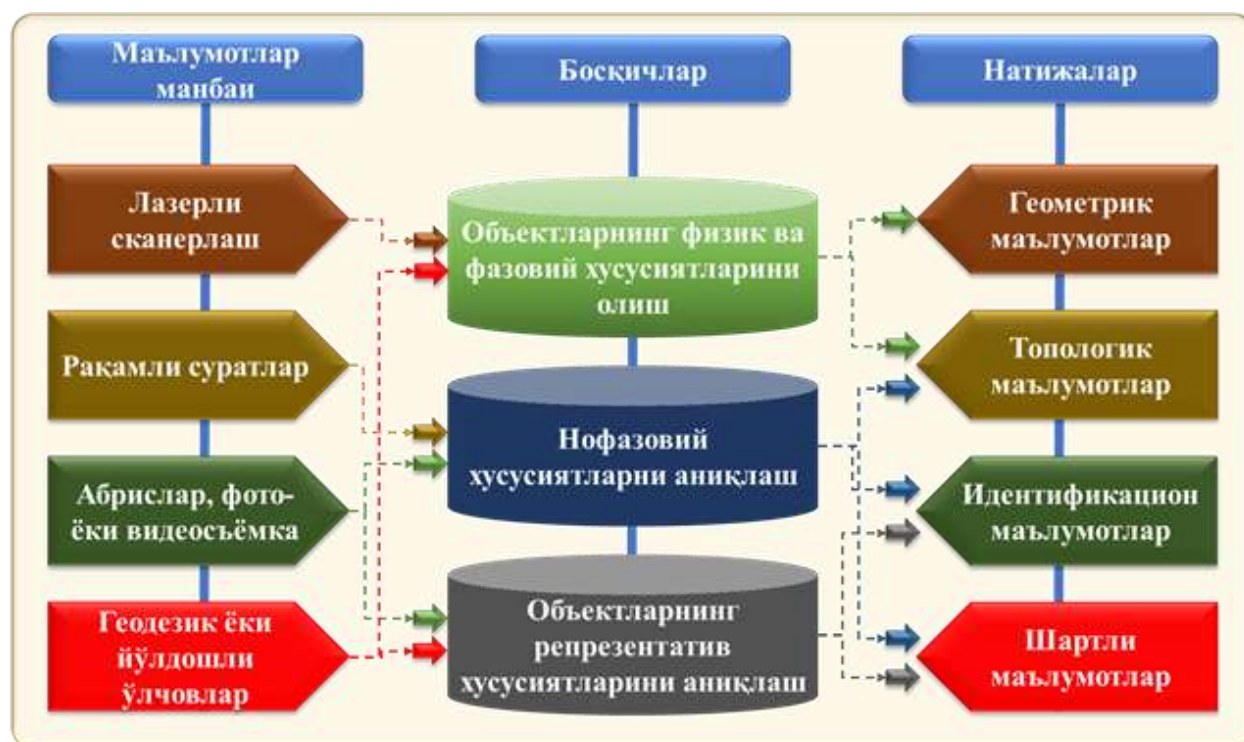 Маълумотлар
манбаи
Босқичлар
Натижалар
Лазерли
сканерлаш
Рақамли суратлар
Абрислар, фото-
ёки видеосъёмка
Геодезик ёки
йўлдошли
ўлчовлар
Объектларнинг физик ва
фазовий хусусиятларини
олиш
Нофазовий
хусусиятларни аниқлаш
Объектларнинг
репрезентатив
хусусиятларини аниқлаш
Геометрик
маълумотлар
Топологик
маълумотлар
Идентификацион
маълумотлар
Шартли
маълумотлар